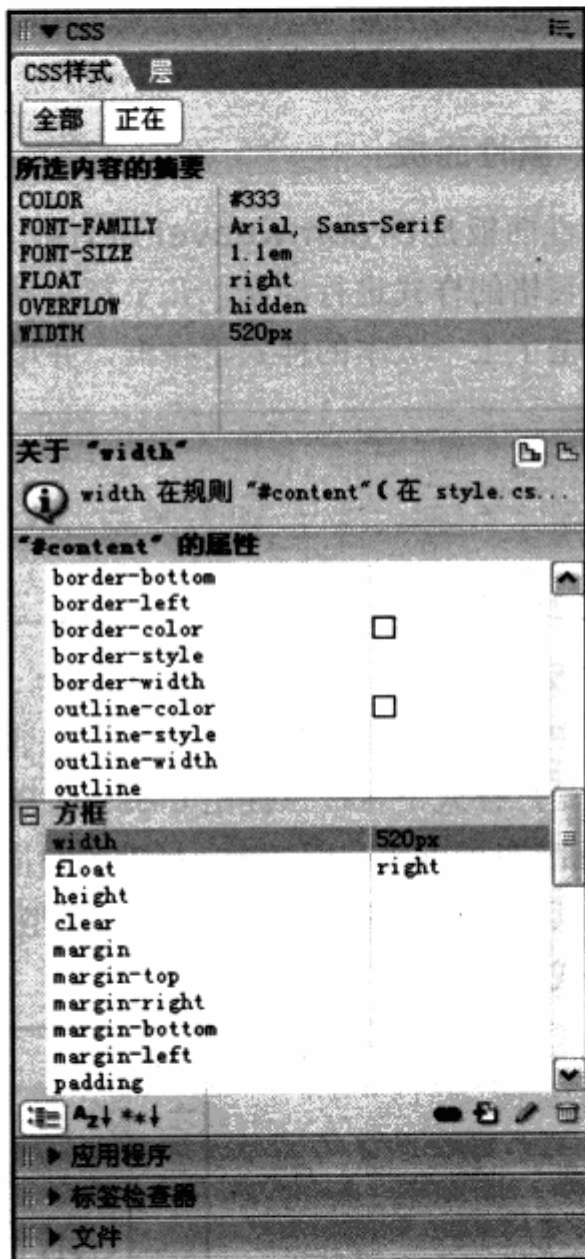 CSS
CSS样式 层
全部 正在
所选内容的摘要
COLOR #333
FONT-FAMILY Arial, Sans-Serif
FONT-SIZE 1.1em
FLOAT right
OVERFLOW hidden
WIDTH 520px
关于 "width"
width 在规则 "#content"( 在 style.cs...
"#content" 的属性
border-bottom
border-left
border-color
border-style
border-width
outline-color
outline-style
outline-width
outline
方框
width 520px
float right
height
clear
margin
margin-top
margin-right
margin-bottom
margin-left
padding
Az↓ **↓
应用程序
标签检查器
文件